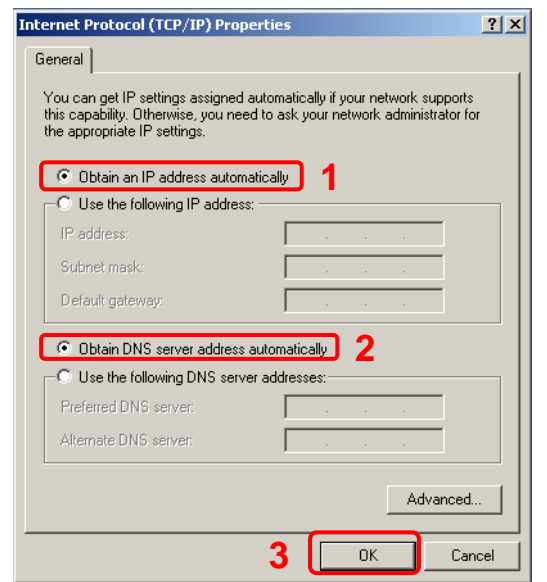 Internet Protocol (TCP/IP) Properties
General
You can get IP settings assigned automatically if your network supports
this capability. Otherwise, you need to ask your network administrator for
the appropriate IP settings.
Obtain an IP address automatically 1
Use the following IP address:
IP address:
Subnet mask:
Default gateway:
Obtain DNS server address automatically 2
Use the following DNS server addresses:
Preferred DNS server:
Alternate DNS server:
Advanced...
3 OK Cancel